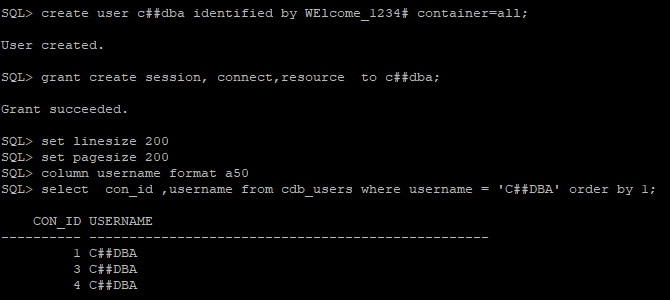 SQL> create user c##dba identified by WElcome_1234# container=all;
User created.
SQL> grant create session, connect,resource  to c##dba;
Grant succeeded.
SQL> set linesize 200
SQL> set pagesize 200
SQL> column username format a50
SQL> select  con_id ,username from cdb_users where username = 'C##DBA' order by 1;
    CON_ID USERNAME
---------- --------------------------------------------------
         1 C##DBA
         3 C##DBA
         4 C##DBA